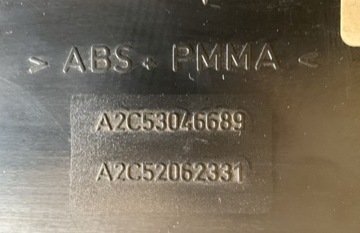 > ABS + PMMA <
A2C53046689
A2C52062331